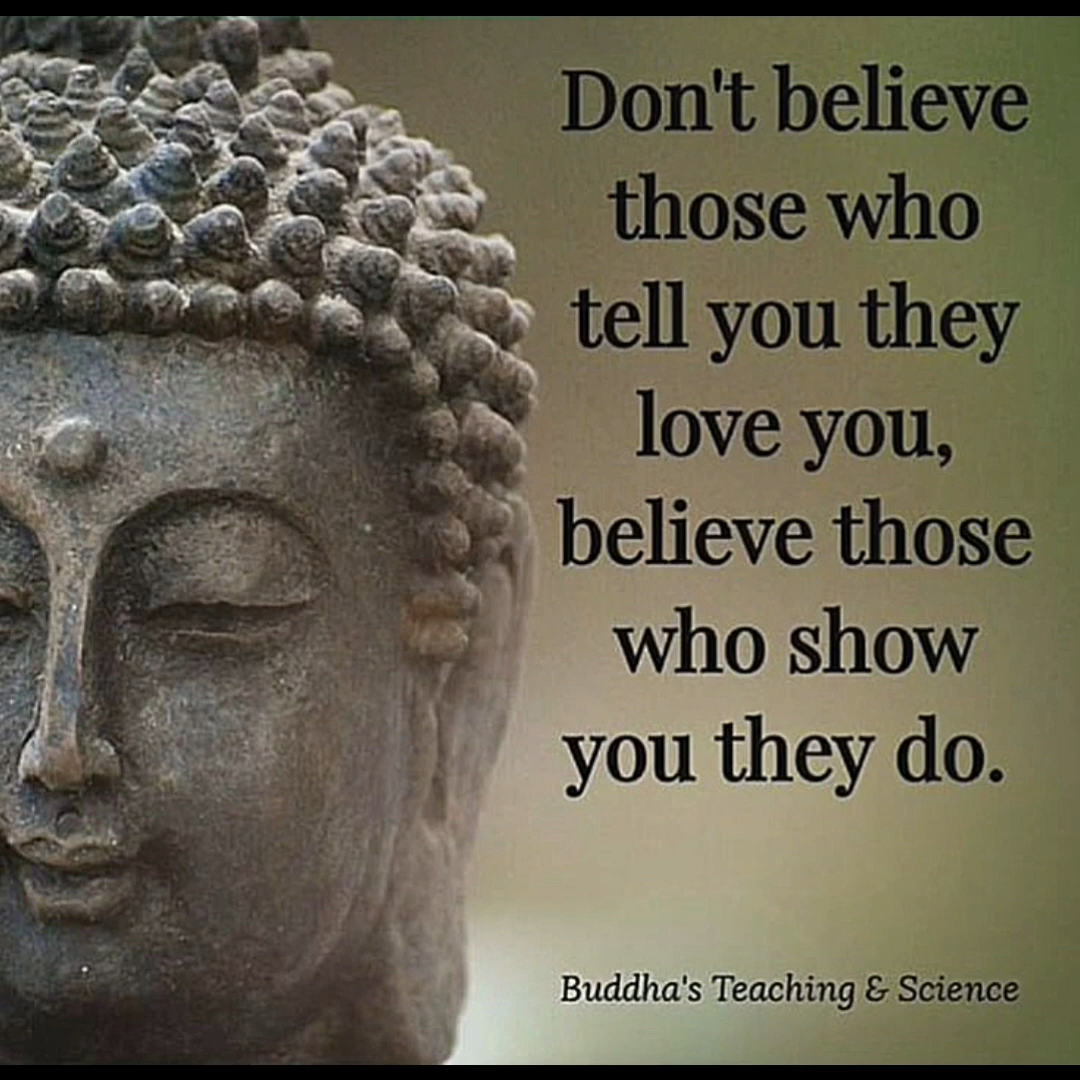 Don't believe
those who
tell you they
love you,
believe those
who show
you they do.
Buddha's Teaching & Science